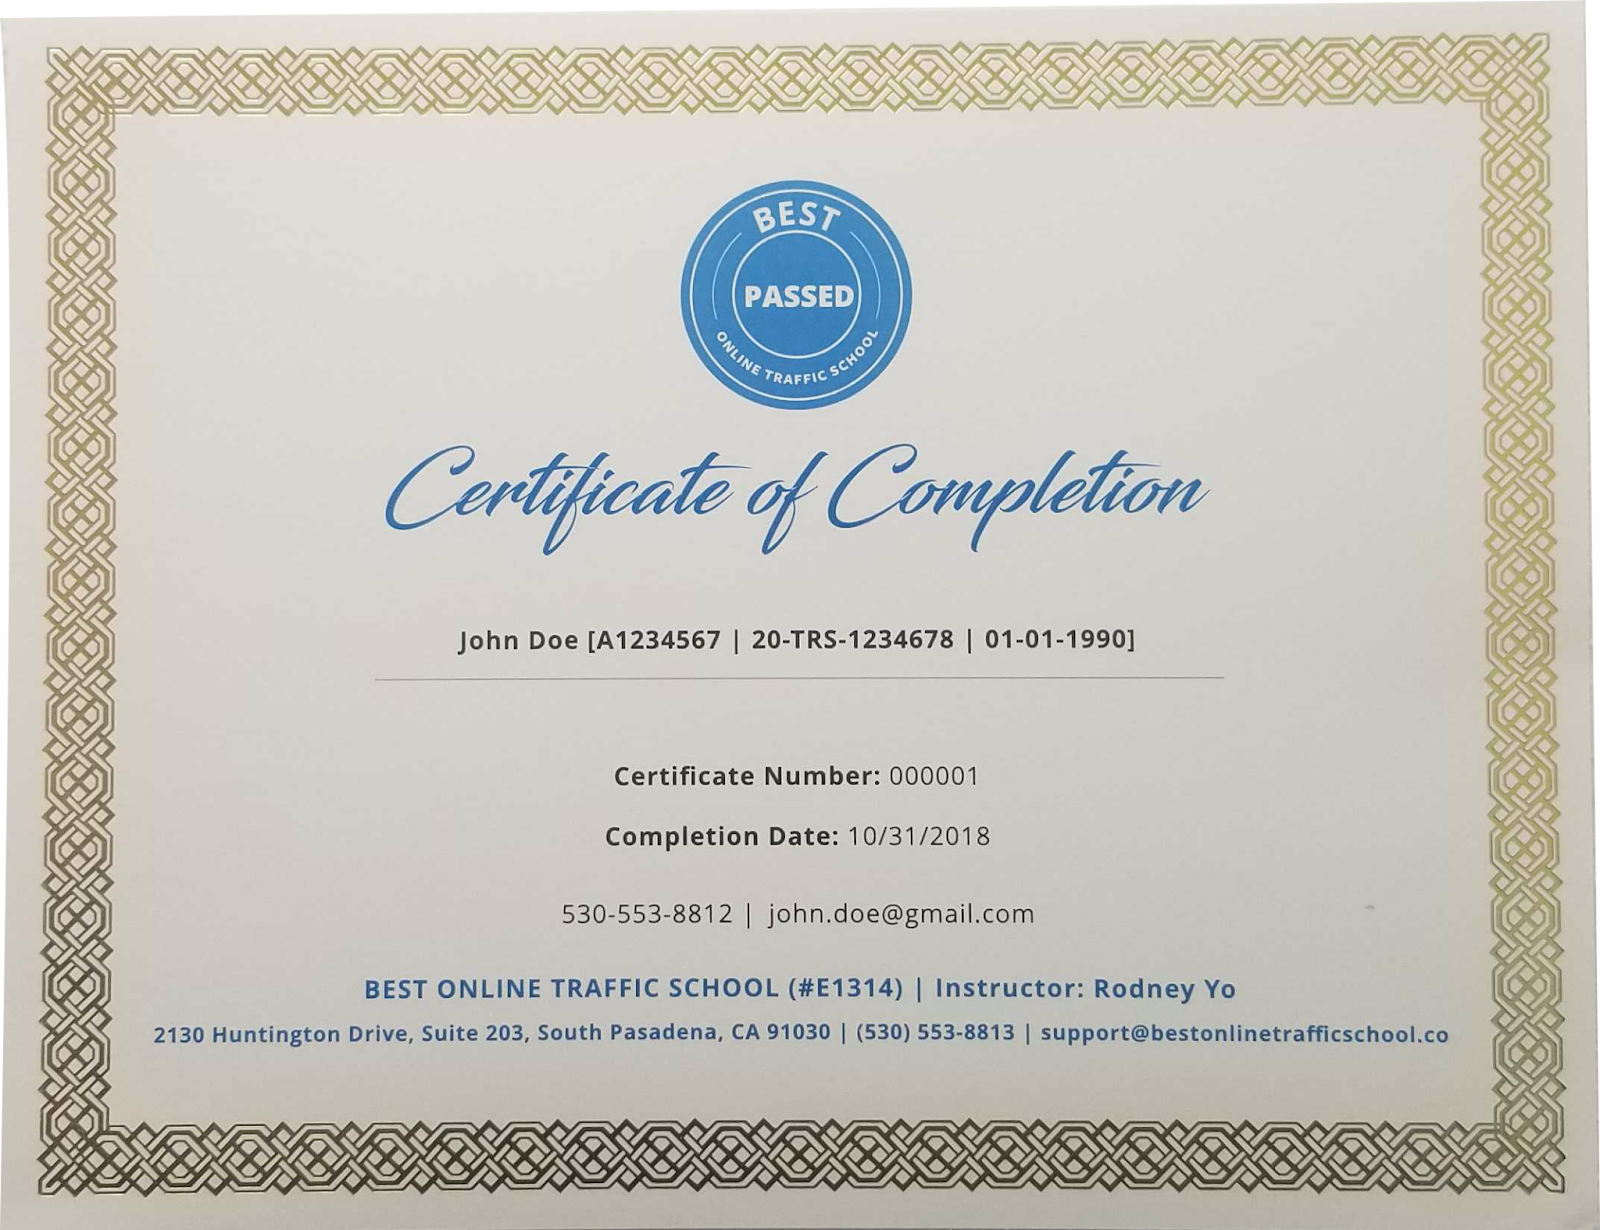 BEST
PASSED
ONLINE TRAFFIC SCHOOL
Certificate of Completion
John Doe [A1234567 | 20-TRS-1234678 | 01-01-1990]
Certificate Number: 000001
Completion Date: 10/31/2018
530-553-8812 | john.doe@gmail.com
BEST ONLINE TRAFFIC SCHOOL (#E1314) | Instructor: Rodney Yo
2130 Huntington Drive, Suite 203, South Pasadena, CA 91030 | (530) 553-8813 | support@bestonlinetrafficschool.co